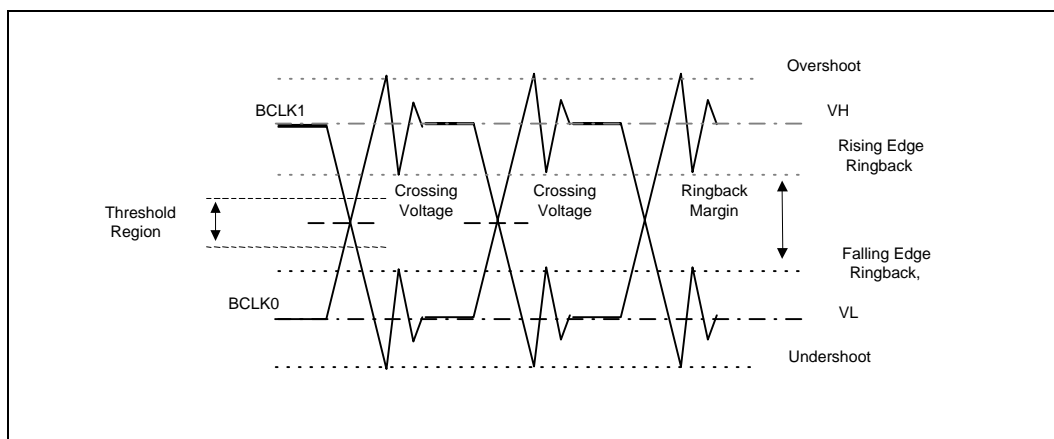 Overshoot
BCLK1
VH
Rising Edge
Ringback
Crossing
Voltage
Crossing
Voltage
Ringback
Margin
Threshold
Region
Falling Edge
Ringback,
BCLK0
VL
Undershoot